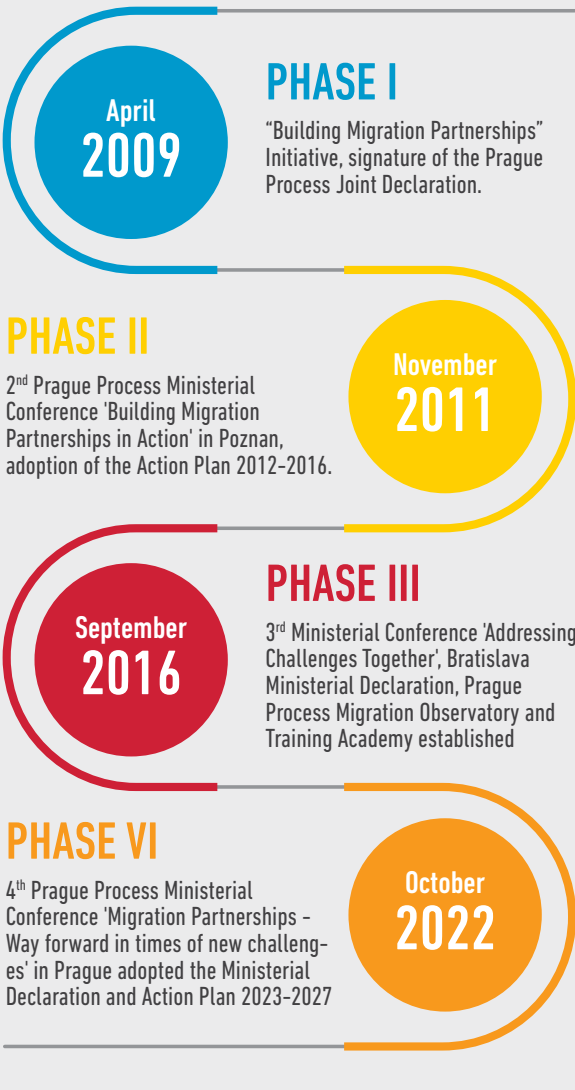 April
2009
PHASE I
“Building Migration Partnerships”
Initiative, signature of the Prague
Process Joint Declaration.
PHASE II
2nd Prague Process Ministerial
Conference 'Building Migration
Partnerships in Action' in Poznan,
adoption of the Action Plan 2012-2016.
November
2011
September
2016
PHASE III
3rd Ministerial Conference 'Addressing
Challenges Together', Bratislava
Ministerial Declaration, Prague
Process Migration Observatory and
Training Academy established
PHASE VI
4th Prague Process Ministerial
Conference 'Migration Partnerships -
Way forward in times of new challeng-
es' in Prague adopted the Ministerial
Declaration and Action Plan 2023-2027
October
2022